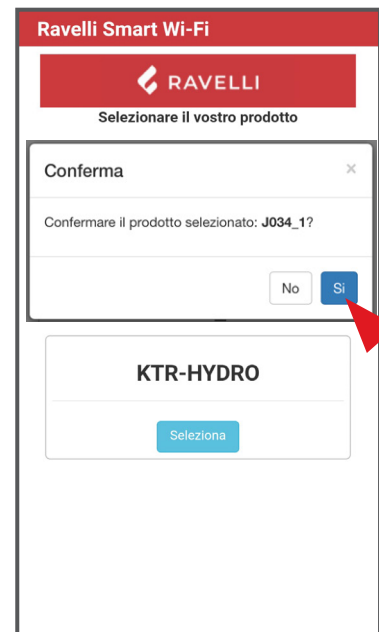 Ravelli Smart Wi-Fi
RAVELLI
Selezionare il vostro prodotto
Conferma ×
Confermare il prodotto selezionato: J034_1?
No Si
KTR-HYDRO
Seleziona